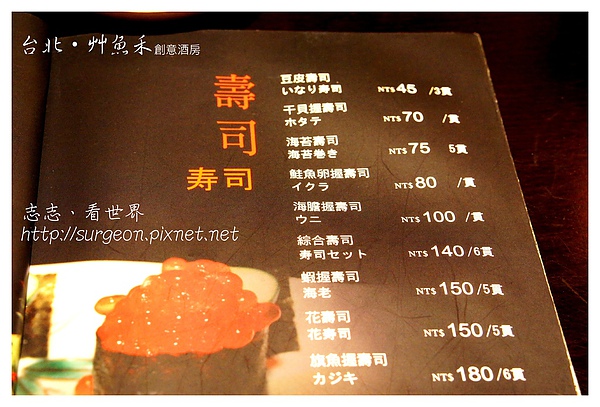 台北•艸魚禾創意酒房
壽司
寿司
豆皮壽司
いなり寿司 NT$45 /3貫
干貝握壽司
ホタテ NT$70 /貫
海苔壽司
海苔巻き NT$75 5貫
鮭魚卵握壽司
イクラ NT$80 /貫
海膽握壽司
ウニ NT$100 /貫
綜合壽司
寿司セット NT$140/6貫
蝦握壽司
海老 NT$150/5貫
花壽司
花寿司 NT$150/5貫
旗魚握壽司
カジキ NT$180/6貫
志志、看世界
http://surgeon.pixnet.net